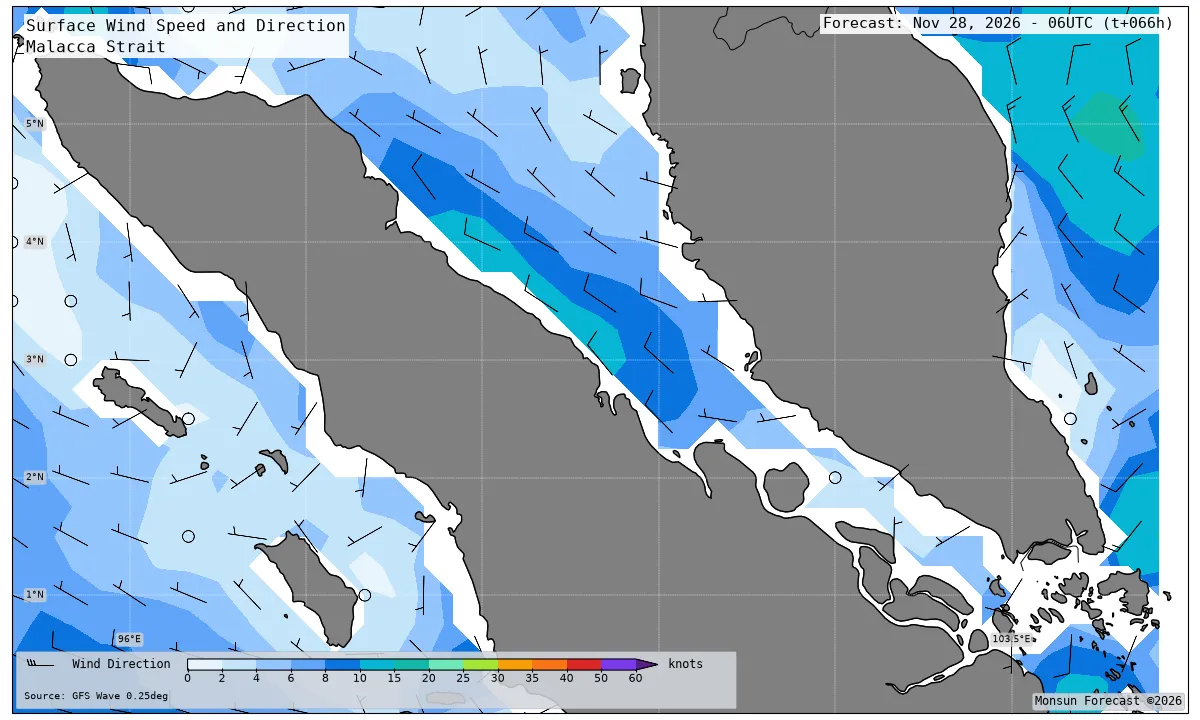 Surface Wind Speed and Direction
Malacca Strait
Forecast: Nov 28, 2026 - 06UTC (t+066h)
5°N
4°N
3°N
2°N
1°N
96°E
103.5°E
Wind Direction
0 2 4 6 8 10 15 20 25 30 35 40 50 60
knots
Source: GFS Wave 0.25deg
Monsun Forecast ©2026